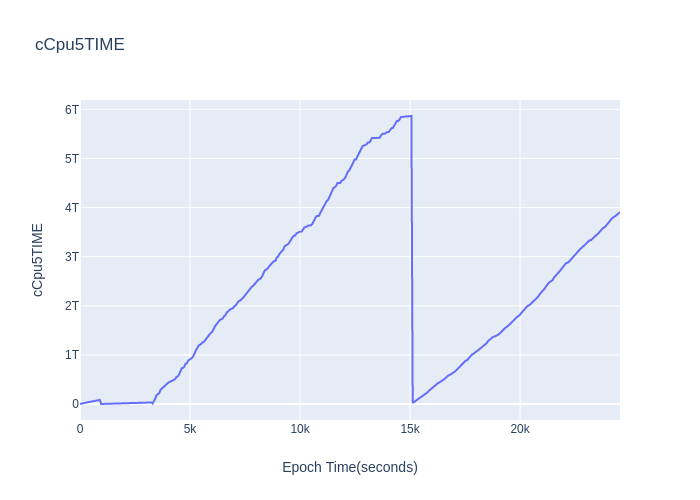 cCpu5TIME
cCpu5TIME
6T
5T
4T
3T
2T
1T
0
0 5k 10k 15k 20k
Epoch Time(seconds)